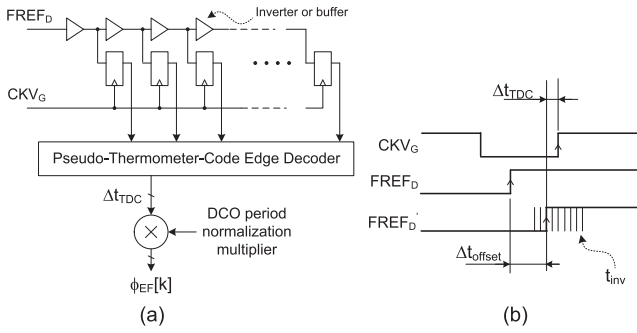 FREF_D
Inverter or buffer
CKV_G
Pseudo-Thermometer-Code Edge Decoder
Δt_TDC
DCO period
normalization
multiplier
ϕ_EF[k]
(a)
Δt_TDC
CKV_G
FREF_D
FREF_D'
Δt_offset
t_inv
(b)